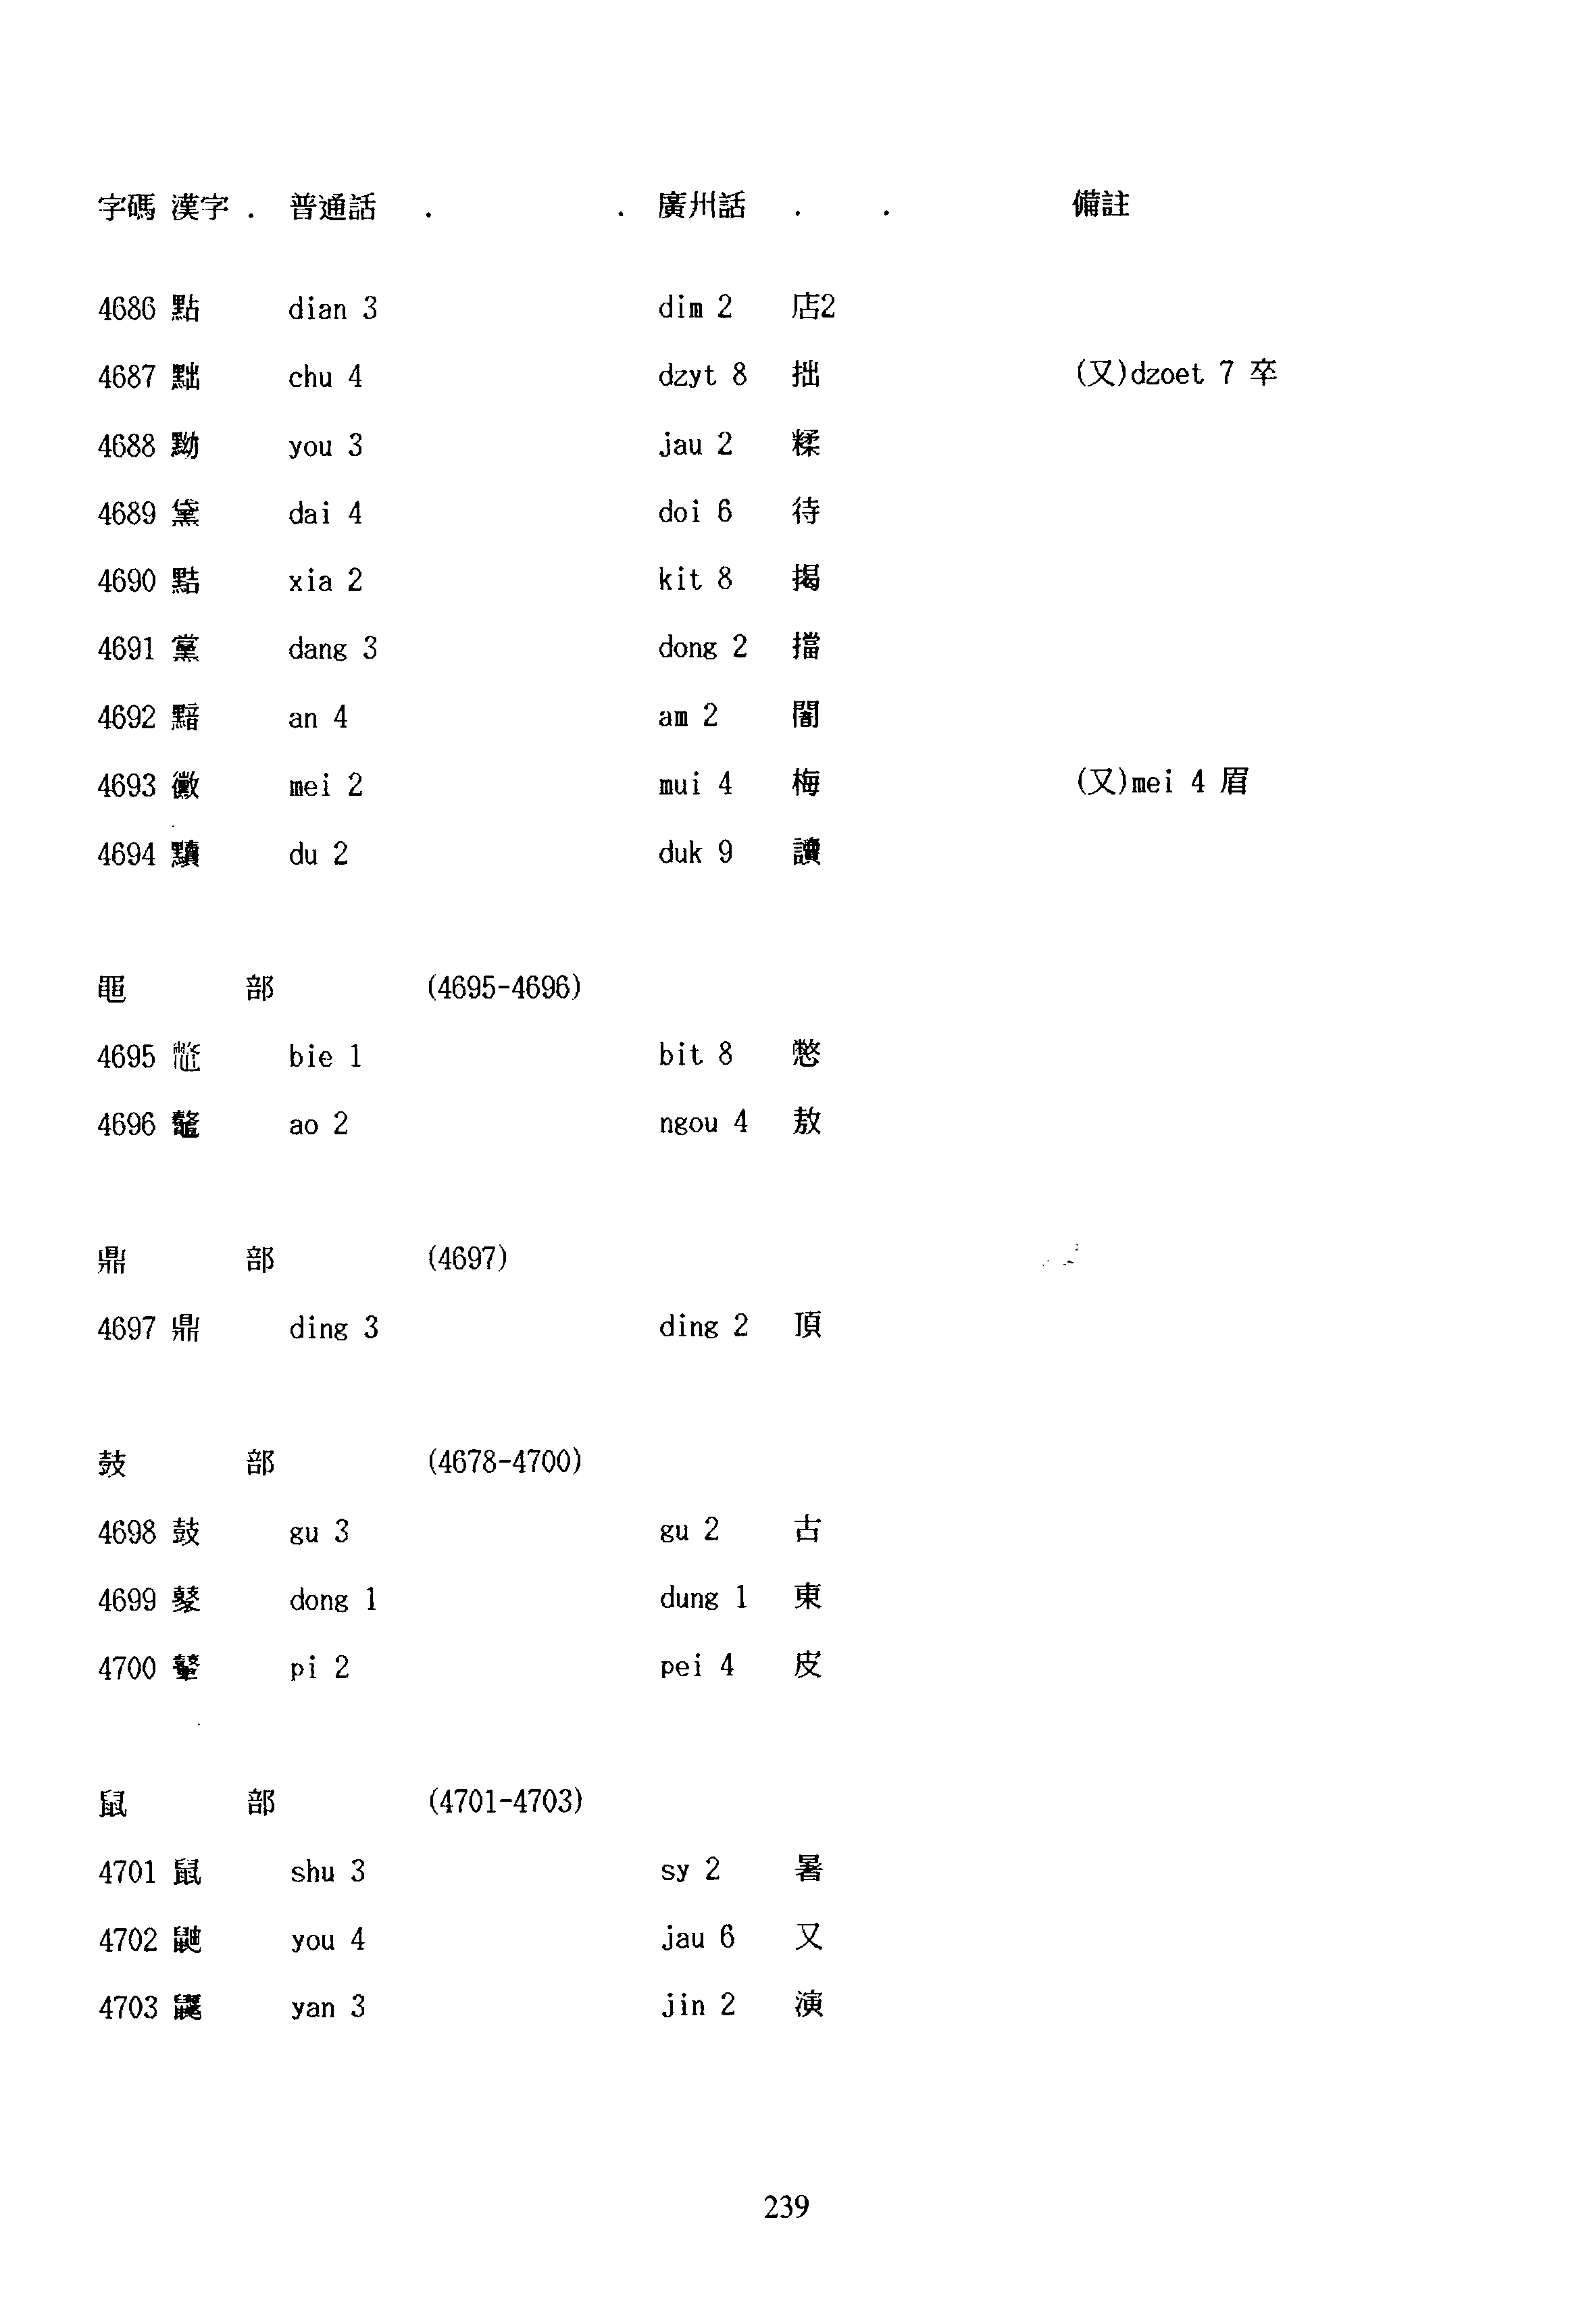 字碼 漢字 . 普通話 . . 廣州話 . . 備註
4686 點 dian 3 dim 2 店2
4687 黜 chu 4 dzyt 8 拙 (又)dzoet 7 卒
4688 黝 you 3 jau 2 糅
4689 黛 dai 4 doi 6 待
4690 黠 xia 2 kit 8 揭
4691 黨 dang 3 dong 2 擋
4692 黯 an 4 am 2 闇
4693 黴 mei 2 mui 4 梅 (又)mei 4 眉
4694 黷 du 2 duk 9 讀
黽 部 (4695-4696)
4695 鼈 bie 1 bit 8 憋
4696 鼇 ao 2 ngou 4 敖
鼎 部 (4697)
4697 鼎 ding 3 ding 2 頂
鼓 部 (4678-4700)
4698 鼓 gu 3 gu 2 古
4699 鼕 dong 1 dung 1 東
4700 鼙 pi 2 pei 4 皮
鼠 部 (4701-4703)
4701 鼠 shu 3 sy 2 暑
4702 鼬 you 4 jau 6 又
4703 鼴 yan 3 jin 2 演
239